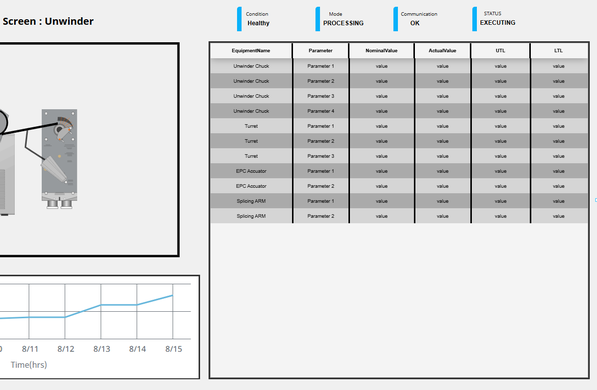 Screen : Unwinder
Condition
Healthy
Mode
PROCESSING
Communication
OK
STATUS
EXECUTING
EquipmentName Parameter NominalValue ActualValue UTL LTL
Unwinder Chuck Parameter 1 value value value value
Unwinder Chuck Parameter 2 value value value value
Unwinder Chuck Parameter 3 value value value value
Unwinder Chuck Parameter 4 value value value value
Turret Parameter 1 value value value value
Turret Parameter 2 value value value value
Turret Parameter 3 value value value value
EPC Accuator Parameter 1 value value value value
EPC Accuator Parameter 2 value value value value
Splicing ARM Parameter 1 value value value value
Splicing ARM Parameter 2 value value value value
0 8/11 8/12 8/13 8/14 8/15
Time(hrs)